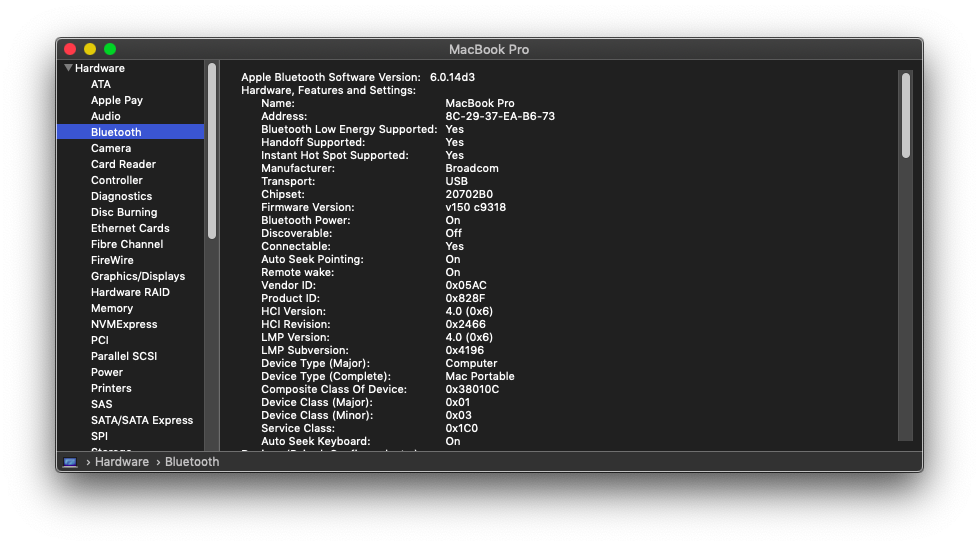 MacBook Pro
Hardware
ATA
Apple Pay
Audio
Bluetooth
Camera
Card Reader
Controller
Diagnostics
Disc Burning
Ethernet Cards
Fibre Channel
FireWire
Graphics/Displays
Hardware RAID
Memory
NVMExpress
PCI
Parallel SCSI
Power
Printers
SAS
SATA/SATA Express
SPI
Apple Bluetooth Software Version: 6.0.14d3
Hardware, Features and Settings:
Name: MacBook Pro
Address: 8C-29-37-EA-B6-73
Bluetooth Low Energy Supported: Yes
Handoff Supported: Yes
Instant Hot Spot Supported: Yes
Manufacturer: Broadcom
Transport: USB
Chipset: 20702B0
Firmware Version: v150 c9318
Bluetooth Power: On
Discoverable: Off
Connectable: Yes
Auto Seek Pointing: On
Remote wake: On
Vendor ID: 0x05AC
Product ID: 0x828F
HCI Version: 4.0 (0x6)
HCI Revision: 0x2466
LMP Version: 4.0 (0x6)
LMP Subversion: 0x4196
Device Type (Major): Computer
Device Type (Complete): Mac Portable
Composite Class Of Device: 0x38010C
Device Class (Major): 0x01
Device Class (Minor): 0x03
Service Class: 0x1C0
Auto Seek Keyboard: On
› Hardware › Bluetooth